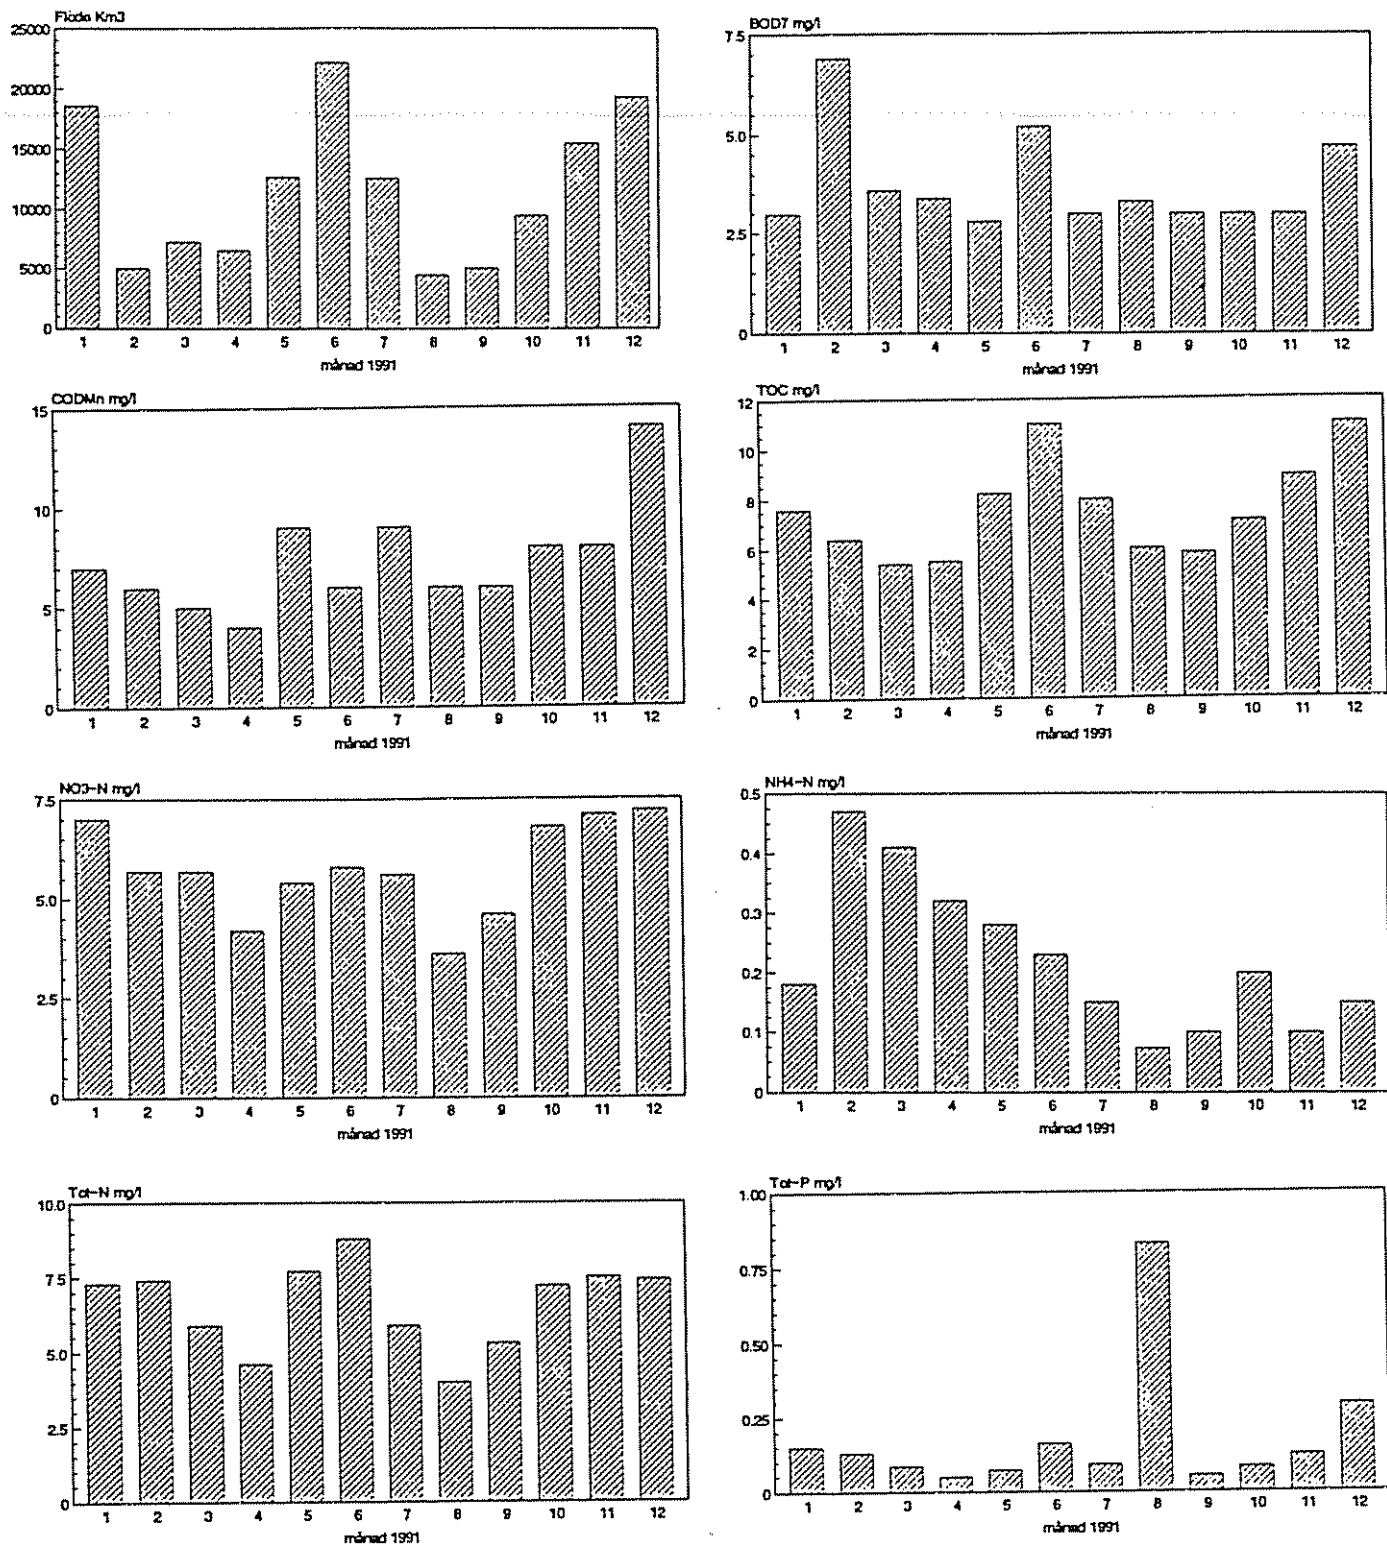 Flöde Km3
25000
20000
15000
10000
5000
0
1 2 3 4 5 6 7 8 9 10 11 12
månad 1991
BOD7 mg/l
7.5
5.0
2.5
0
1 2 3 4 5 6 7 8 9 10 11 12
månad 1991
CODMn mg/l
15
10
5
0
1 2 3 4 5 6 7 8 9 10 11 12
månad 1991
TOC mg/l
12
10
8
6
4
2
0
1 2 3 4 5 6 7 8 9 10 11 12
månad 1991
NO3-N mg/l
7.5
5.0
2.5
0
1 2 3 4 5 6 7 8 9 10 11 12
månad 1991
NH4-N mg/l
0.5
0.4
0.3
0.2
0.1
0
1 2 3 4 5 6 7 8 9 10 11 12
månad 1991
Tot-N mg/l
10.0
7.5
5.0
2.5
0
1 2 3 4 5 6 7 8 9 10 11 12
månad 1991
Tot-P mg/l
1.00
0.75
0.50
0.25
0
1 2 3 4 5 6 7 8 9 10 11 12
månad 1991